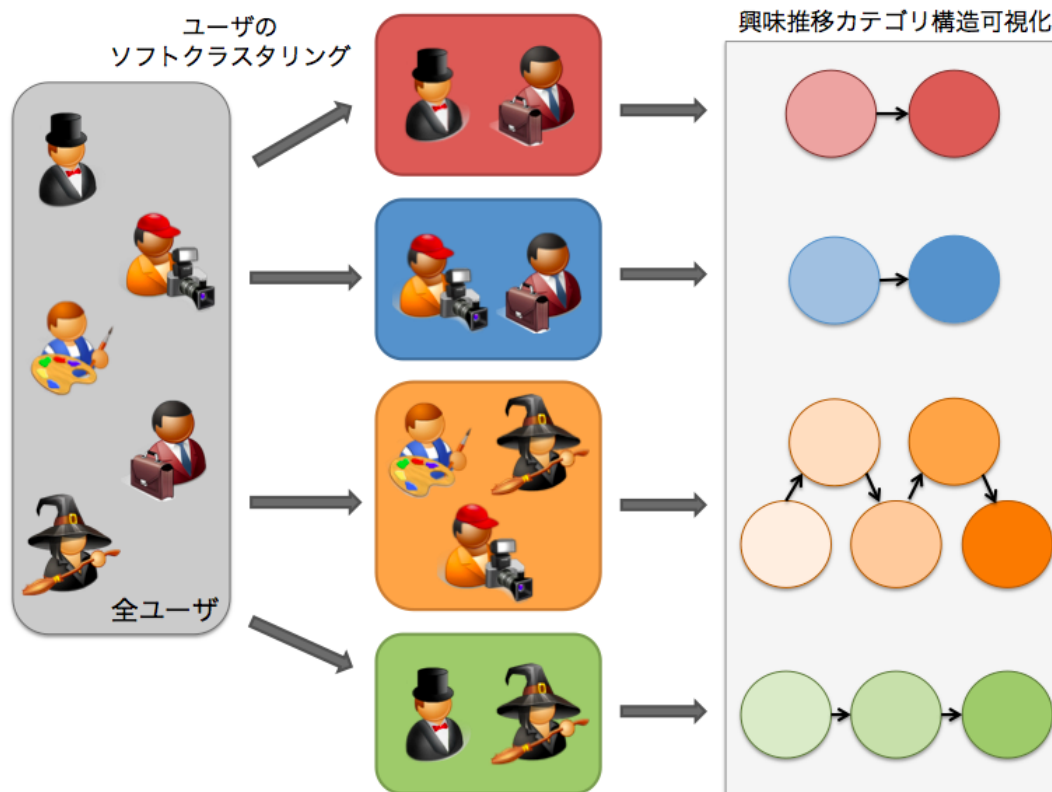 ユーザの
ソフトクラスタリング
興味推移カテゴリ構造可視化
全ユーザ